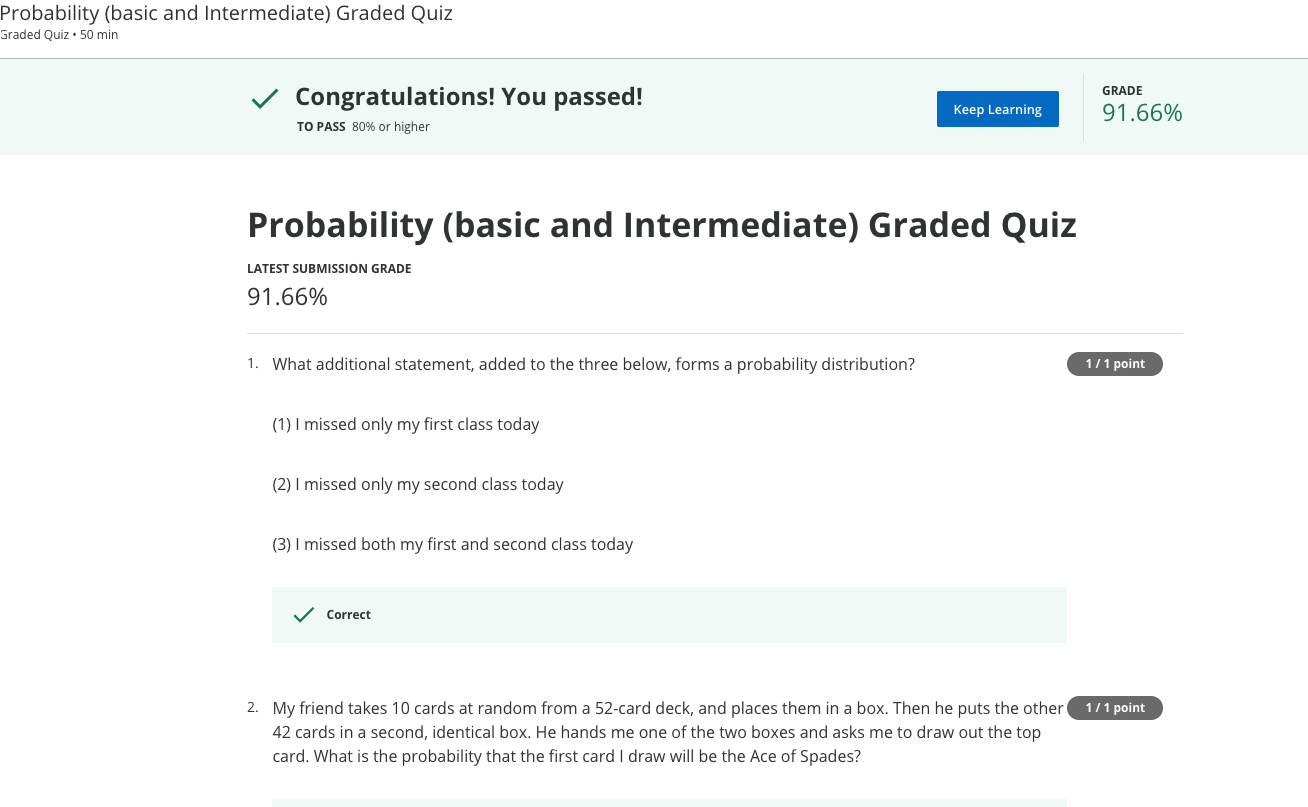 Probability (basic and Intermediate) Graded Quiz
Graded Quiz • 50 min
Congratulations! You passed!
TO PASS 80% or higher
Keep Learning
GRADE
91.66%
Probability (basic and Intermediate) Graded Quiz
LATEST SUBMISSION GRADE
91.66%
1. What additional statement, added to the three below, forms a probability distribution?
1 / 1 point
(1) I missed only my first class today
(2) I missed only my second class today
(3) I missed both my first and second class today
Correct
2. My friend takes 10 cards at random from a 52-card deck, and places them in a box. Then he puts the other
1 / 1 point
42 cards in a second, identical box. He hands me one of the two boxes and asks me to draw out the top
card. What is the probability that the first card I draw will be the Ace of Spades?